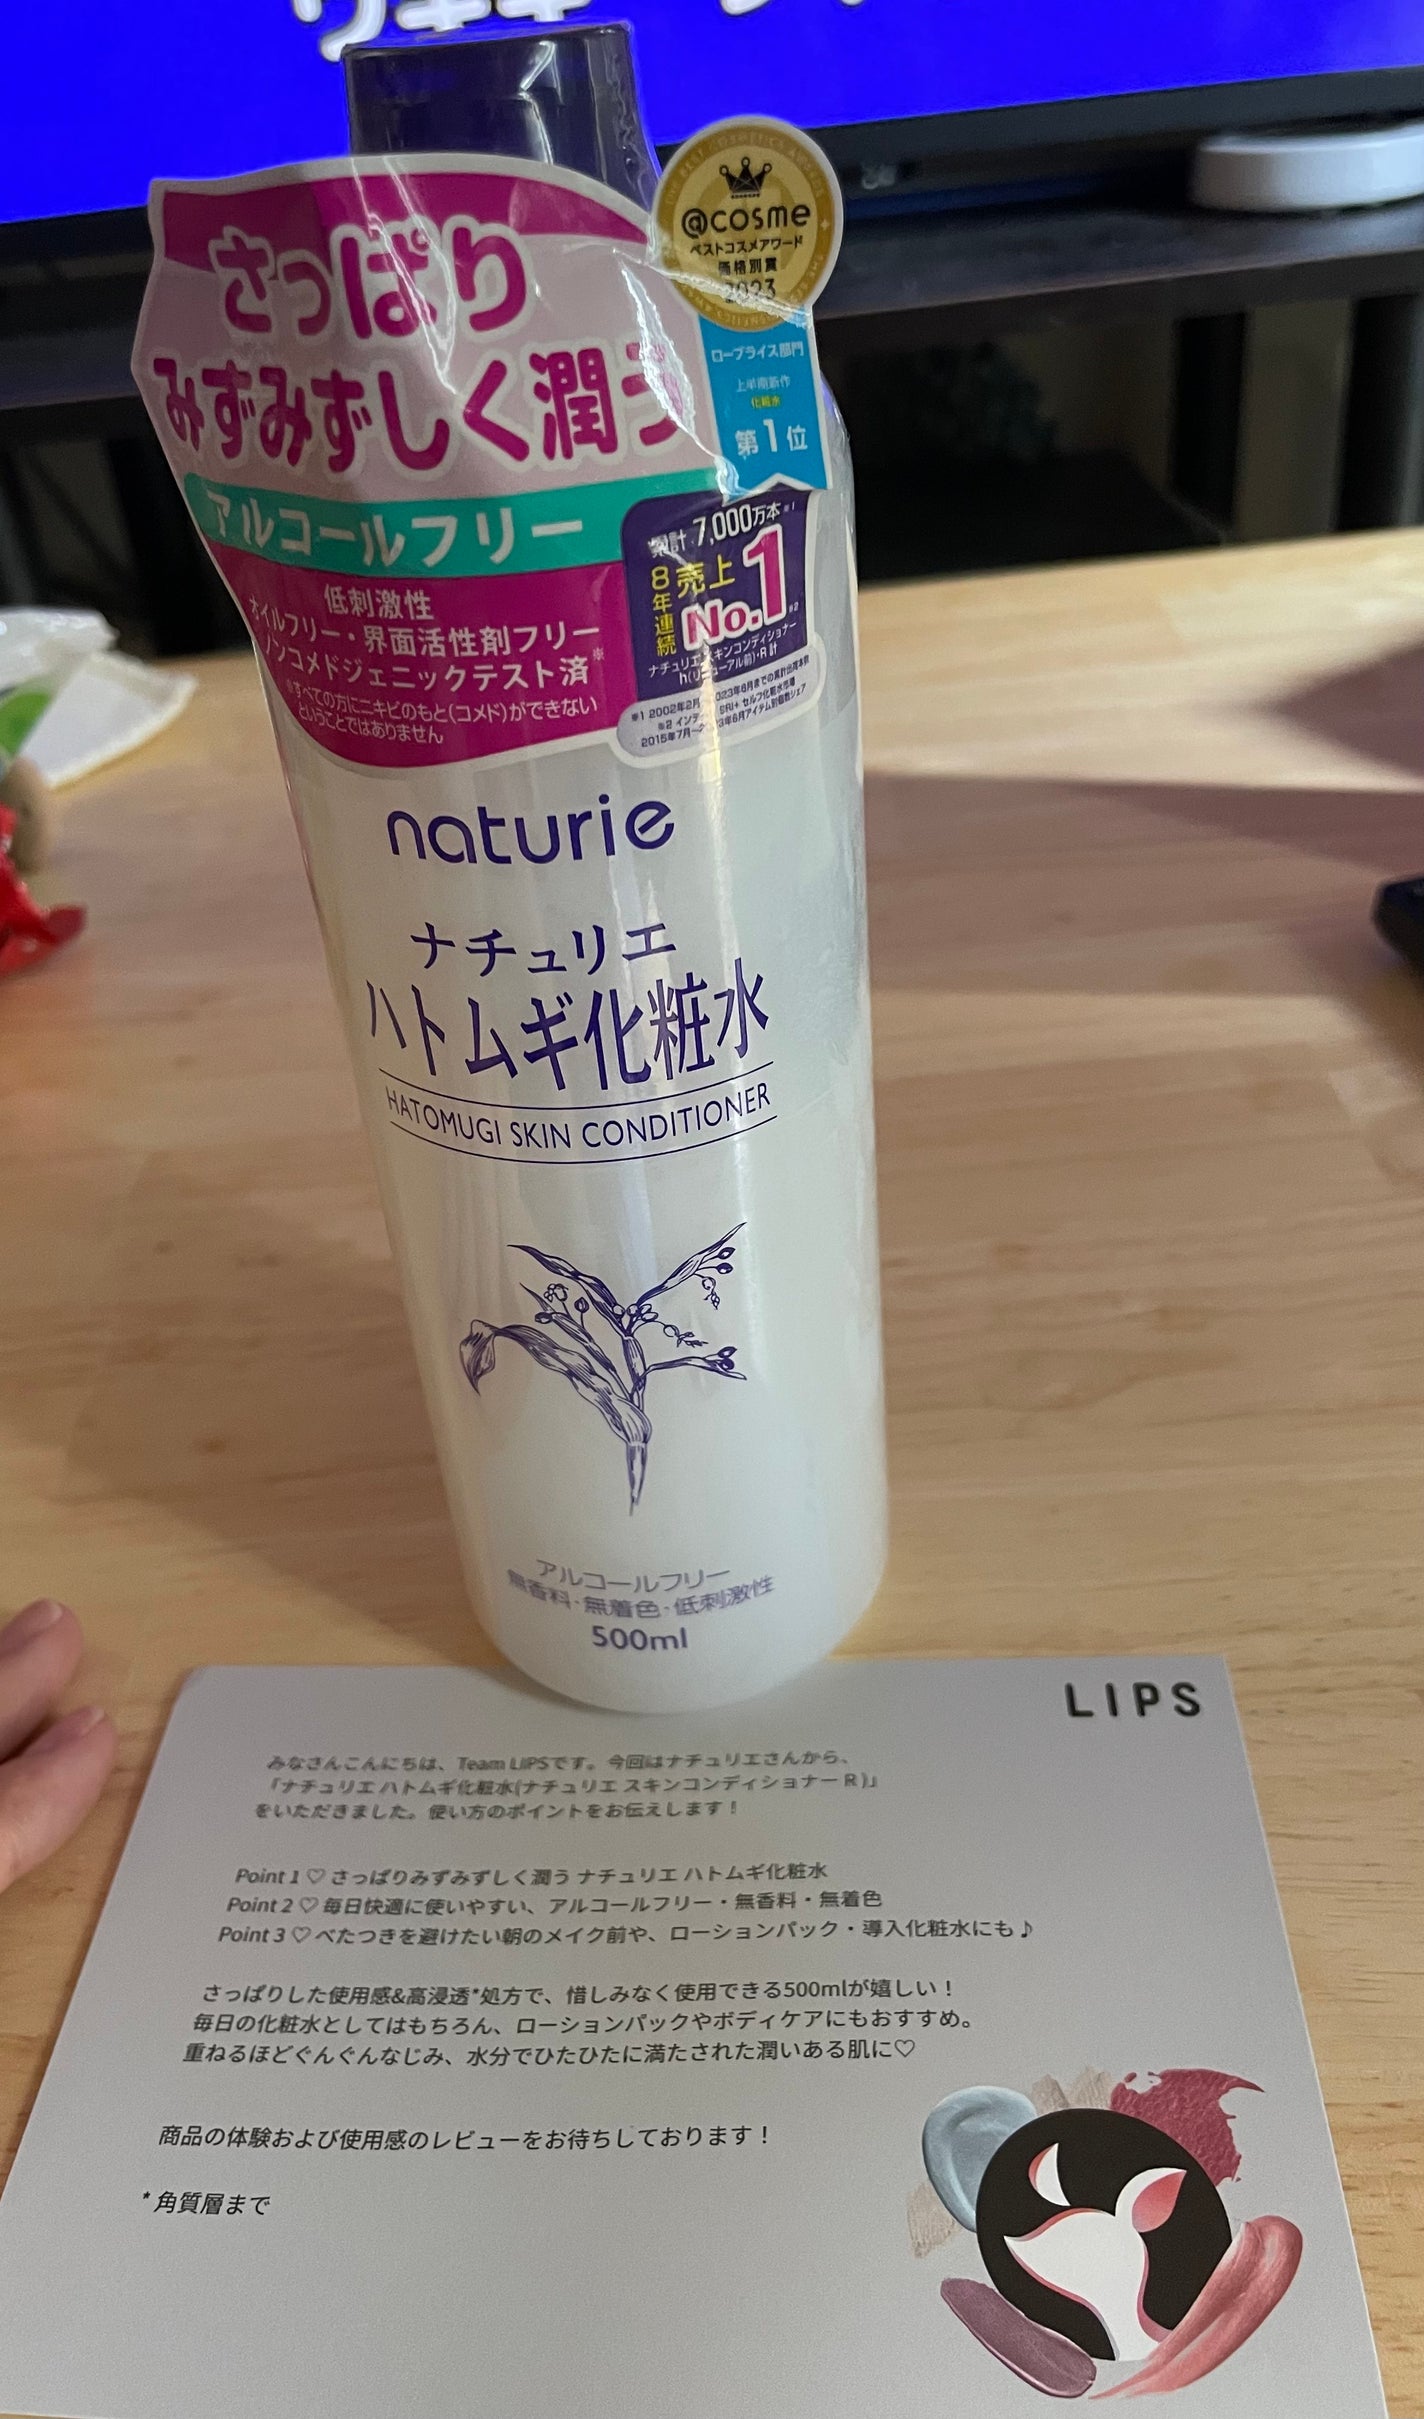 さっぱり
みずみずしく潤う
アルコールフリー
低刺激性
オイルフリー・界面活性剤フリー
ノンコメドジェニックテスト済※
※すべての方にニキビのもと(コメド)ができない
ということではありません
@cosme
ベストコスメアワード
価格別賞
2023
ロープライス部門
上半期新作
化粧水
第1位
累計7,000万本※1
8年連続
売上
No.1※2
naturie
ナチュリエ
ハトムギ化粧水
HATOMUGI SKIN CONDITIONER
アルコールフリー
無香料・無着色・低刺激性
500ml
LIPS
みなさんこんにちは、Team LIPSです。今回はナチュリエさんから、
「ナチュリエ ハトムギ化粧水(ナチュリエ スキンコンディショナー R)」
をいただきました。使い方のポイントをお伝えします！
Point 1♡さっぱりみずみずしく潤う ナチュリエ ハトムギ化粧水
Point 2♡毎日快適に使いやすい、アルコールフリー・無香料・無着色
Point 3♡べたつきを避けたい朝のメイク前や、ローションパック・導入化粧水にも♪
さっぱりした使用感&高浸透*処方で、惜しみなく使用できる500mlが嬉しい！
毎日の化粧水としてはもちろん、ローションパックやボディケアにもおすすめ。
重ねるほどぐんぐんなじみ、水分でひたひたに満たされた潤いある肌に♡
商品の体験および使用感のレビューをお待ちしております！
*角質層まで